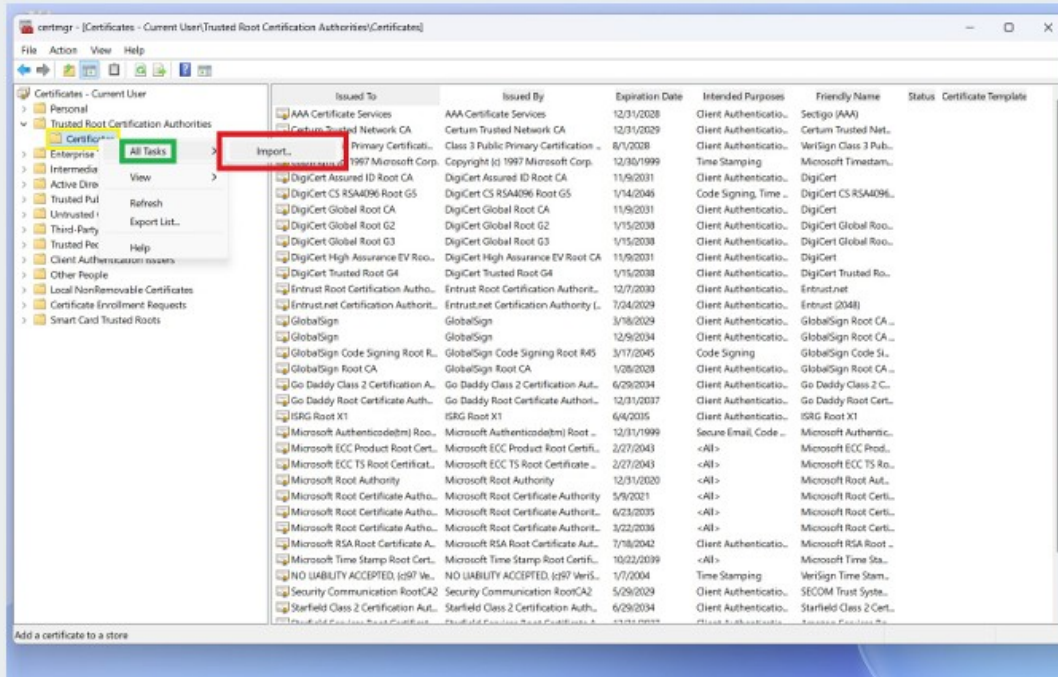 certmgr - [Certificates - Current User\Trusted Root Certification Authorities\Certificates]
File Action View Help
Certificates - Current User
Personal
Trusted Root Certification Authorities
Certificates
Enterprise
Intermedia
Active Direc
Trusted Pul
Untrusted
Third-Party
Trusted Pec
Client Authentication Issuers
Other People
Local NonRemovable Certificates
Certificate Enrollment Requests
Smart Card Trusted Roots
All Tasks
View
Refresh
Export List...
Help
Import...
Issued To Issued By Expiration Date Intended Purposes Friendly Name Status Certificate Template
AAA Certificate Services AAA Certificate Services 12/31/2028 Client Authenticatio... Sectigo (AAA)
Certum Trusted Network CA Certum Trusted Network CA 12/31/2029 Client Authenticatio... Certum Trusted Net...
Primary Certificati... Class 3 Public Primary Certification ... 8/1/2028 Client Authenticatio... VeriSign Class 3 Pub...
1997 Microsoft Corp. Copyright (c) 1997 Microsoft Corp. 12/30/1999 Time Stamping Microsoft Timestam...
DigiCert Assured ID Root CA DigiCert Assured ID Root CA 11/9/2031 Client Authenticatio... DigiCert
DigiCert CS RSA4096 Root G5 DigiCert CS RSA4096 Root G5 1/14/2046 Code Signing, Time ... DigiCert CS RSA4096...
DigiCert Global Root CA DigiCert Global Root CA 11/9/2031 Client Authenticatio... DigiCert
DigiCert Global Root G2 DigiCert Global Root G2 1/15/2038 Client Authenticatio... DigiCert Global Roo...
DigiCert Global Root G3 DigiCert Global Root G3 1/15/2038 Client Authenticatio... DigiCert Global Roo...
DigiCert High Assurance EV Roo... DigiCert High Assurance EV Root CA 11/9/2031 Client Authenticatio... DigiCert
DigiCert Trusted Root G4 DigiCert Trusted Root G4 1/15/2038 Client Authenticatio... DigiCert Trusted Ro...
Entrust Root Certification Autho... Entrust Root Certification Authorit... 12/7/2030 Client Authenticatio... Entrust.net
Entrust.net Certification Authorit... Entrust.net Certification Authority (... 7/24/2029 Client Authenticatio... Entrust (2048)
GlobalSign GlobalSign 3/18/2029 Client Authenticatio... GlobalSign Root CA ...
GlobalSign GlobalSign 12/9/2034 Client Authenticatio... GlobalSign Root CA ...
GlobalSign Code Signing Root R... GlobalSign Code Signing Root R45 3/17/2045 Code Signing GlobalSign Code Si...
GlobalSign Root CA GlobalSign Root CA 1/28/2028 Client Authenticatio... GlobalSign Root CA ...
Go Daddy Class 2 Certification A... Go Daddy Class 2 Certification Aut... 6/29/2034 Client Authenticatio... Go Daddy Class 2 C...
Go Daddy Root Certificate Auth... Go Daddy Root Certificate Authori... 12/31/2037 Client Authenticatio... Go Daddy Root Cert...
ISRG Root X1 ISRG Root X1 6/4/2035 Client Authenticatio... ISRG Root X1
Microsoft Authenticode(tm) Roo... Microsoft Authenticode(tm) Root ... 12/31/1999 Secure Email, Code ... Microsoft Authentic...
Microsoft ECC Product Root Cert... Microsoft ECC Product Root Certifi... 2/27/2043 <All> Microsoft ECC Prod...
Microsoft ECC TS Root Certificat... Microsoft ECC TS Root Certificate ... 2/27/2043 <All> Microsoft ECC TS Ro...
Microsoft Root Authority Microsoft Root Authority 12/31/2020 <All> Microsoft Root Aut...
Microsoft Root Certificate Autho... Microsoft Root Certificate Authority 5/9/2021 <All> Microsoft Root Certi...
Microsoft Root Certificate Autho... Microsoft Root Certificate Authorit... 6/23/2035 <All> Microsoft Root Certi...
Microsoft Root Certificate Autho... Microsoft Root Certificate Authorit... 3/22/2036 <All> Microsoft Root Certi...
Microsoft RSA Root Certificate A... Microsoft RSA Root Certificate Aut... 7/18/2042 Client Authenticatio... Microsoft RSA Root ...
Microsoft Time Stamp Root Cert... Microsoft Time Stamp Root Certifi... 10/22/2039 <All> Microsoft Time Sta...
NO LIABILITY ACCEPTED, (c)97 Ve... NO LIABILITY ACCEPTED, (c)97 VeriS... 1/7/2004 Time Stamping VeriSign Time Stam...
Security Communication RootCA2 Security Communication RootCA2 5/29/2029 Client Authenticatio... SECOM Trust Syste...
Starfield Class 2 Certification Aut... Starfield Class 2 Certification Auth... 6/29/2034 Client Authenticatio... Starfield Class 2 Cert...
Add a certificate to a store